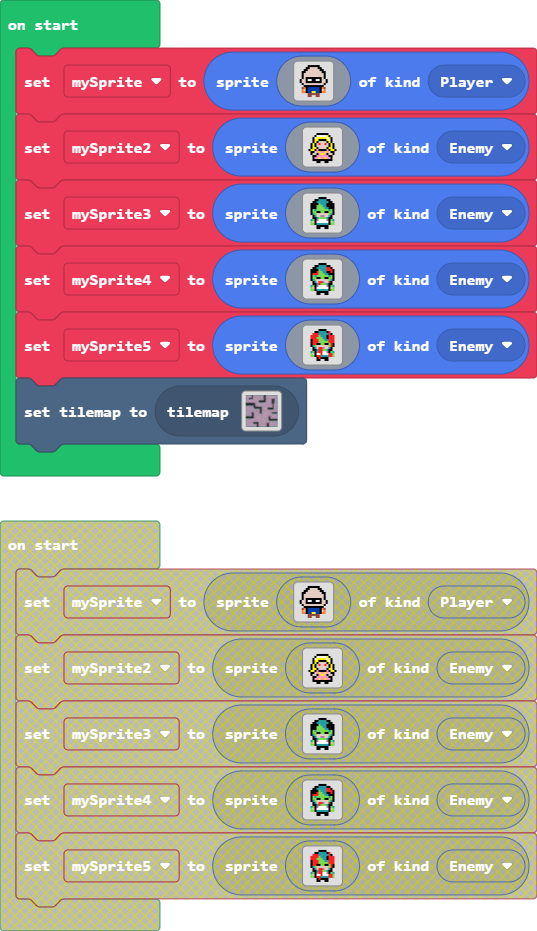 on start
set mySprite to sprite of kind Player
set mySprite2 to sprite of kind Enemy
set mySprite3 to sprite of kind Enemy
set mySprite4 to sprite of kind Enemy
set mySprite5 to sprite of kind Enemy
set tilemap to tilemap
on start
set mySprite to sprite of kind Player
set mySprite2 to sprite of kind Enemy
set mySprite3 to sprite of kind Enemy
set mySprite4 to sprite of kind Enemy
set mySprite5 to sprite of kind Enemy